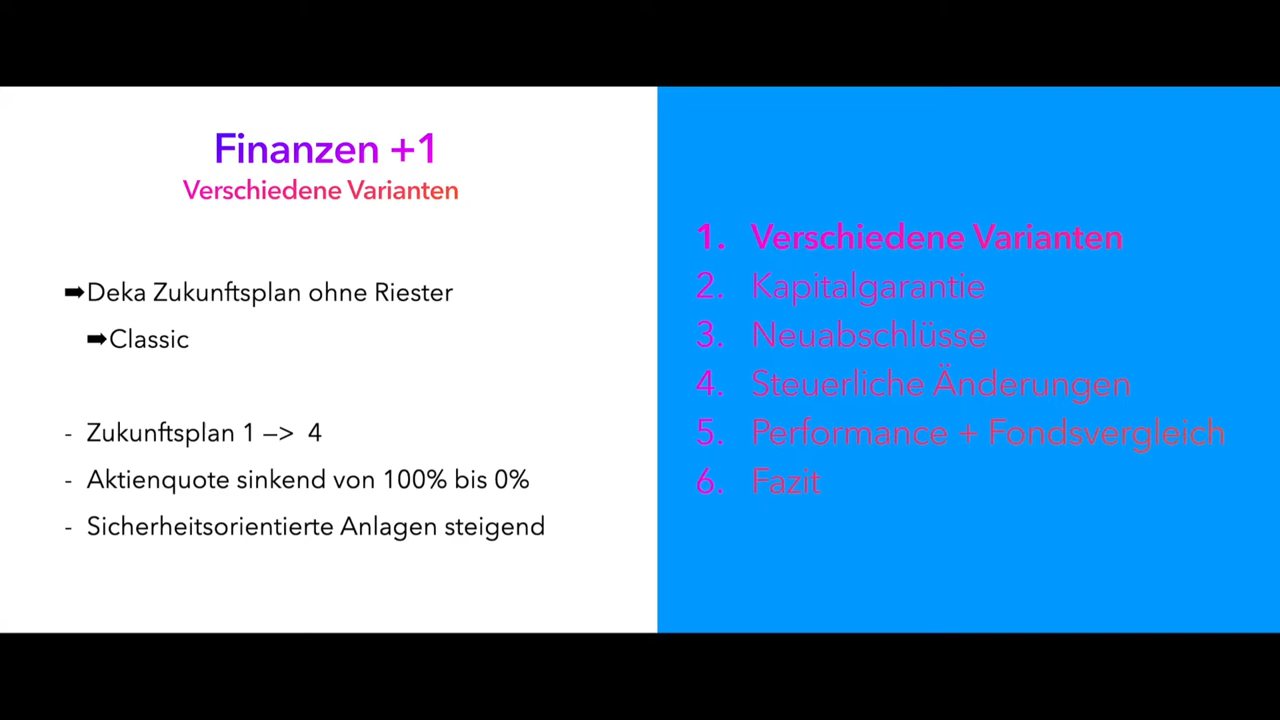 Finanzen +1
Verschiedene Varianten
➡Deka Zukunftsplan ohne Riester
➡Classic
- Zukunftsplan 1 —> 4
- Aktienquote sinkend von 100% bis 0%
- Sicherheitsorientierte Anlagen steigend
1. Verschiedene Varianten
2. Kapitalgarantie
3. Neuabschlüsse
4. Steuerliche Änderungen
5. Performance + Fondsvergleich
6. Fazit